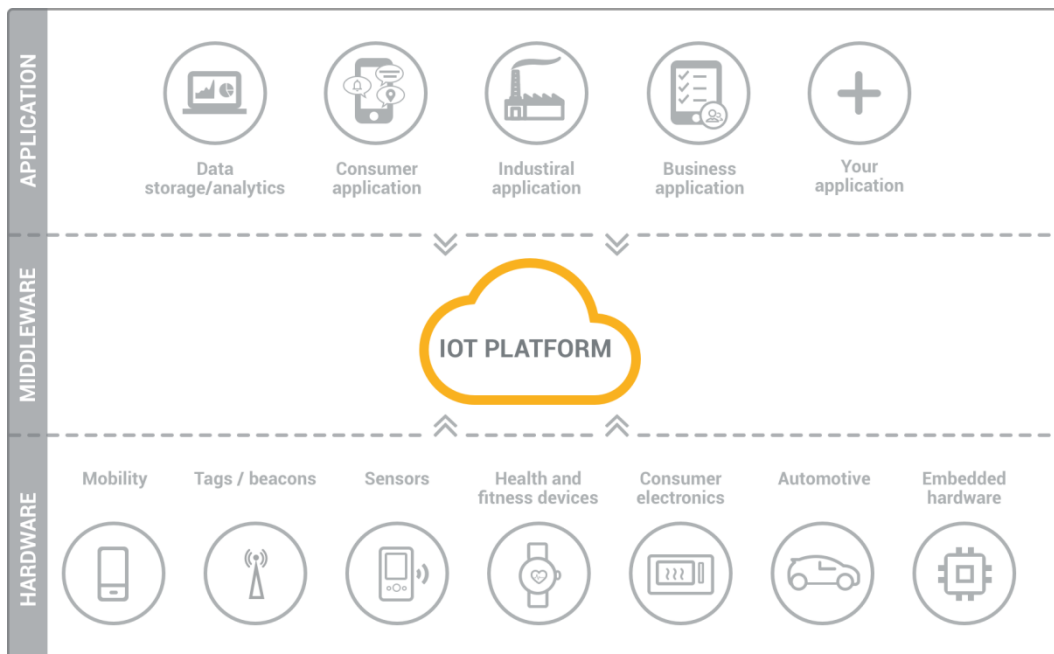 APPLICATION
Data
storage/analytics
Consumer
application
Industiral
application
Business
application
Your
application
MIDDLEWARE
IOT PLATFORM
HARDWARE
Mobility
Tags / beacons
Sensors
Health and
fitness devices
Consumer
electronics
Automotive
Embedded
hardware